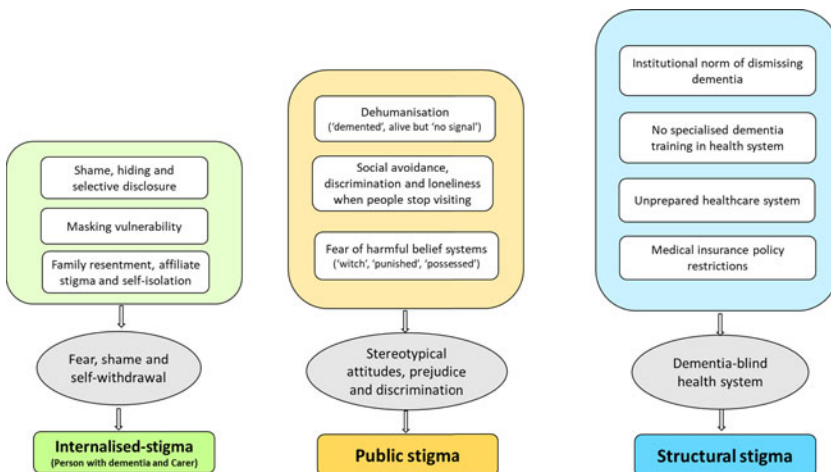 Shame, hiding and
selective disclosure
Masking vulnerability
Family resentment, affiliate
stigma and self-isolation
Fear, shame and
self-withdrawal
Internalised-stigma
(Person with dementia and Carer)
Dehumanisation
('demented', alive but 'no signal')
Social avoidance,
discrimination and loneliness
when people stop visiting
Fear of harmful belief systems
('witch', 'punished', 'possessed')
Stereotypical
attitudes, prejudice
and discrimination
Public stigma
Institutional norm of dismissing
dementia
No specialised dementia
training in health system
Unprepared healthcare system
Medical insurance policy
restrictions
Dementia-blind
health system
Structural stigma